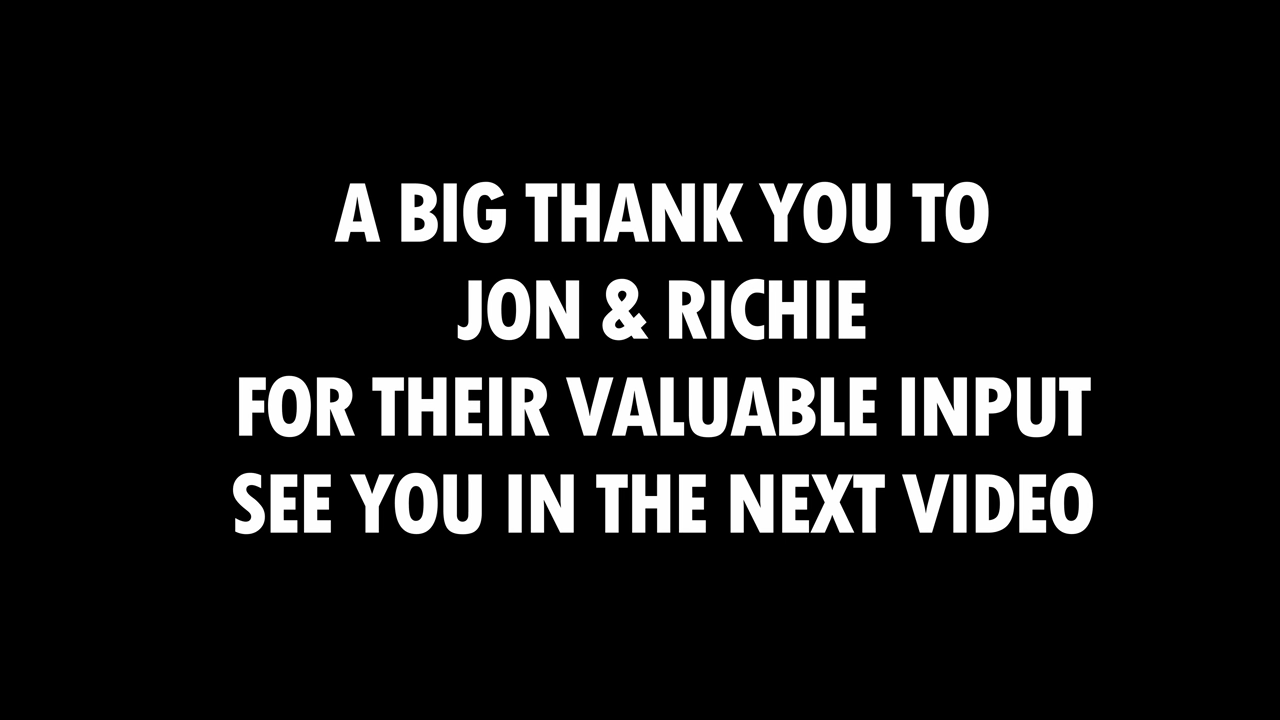 A BIG THANK YOU TO
JON & RICHIE
FOR THEIR VALUABLE INPUT
SEE YOU IN THE NEXT VIDEO